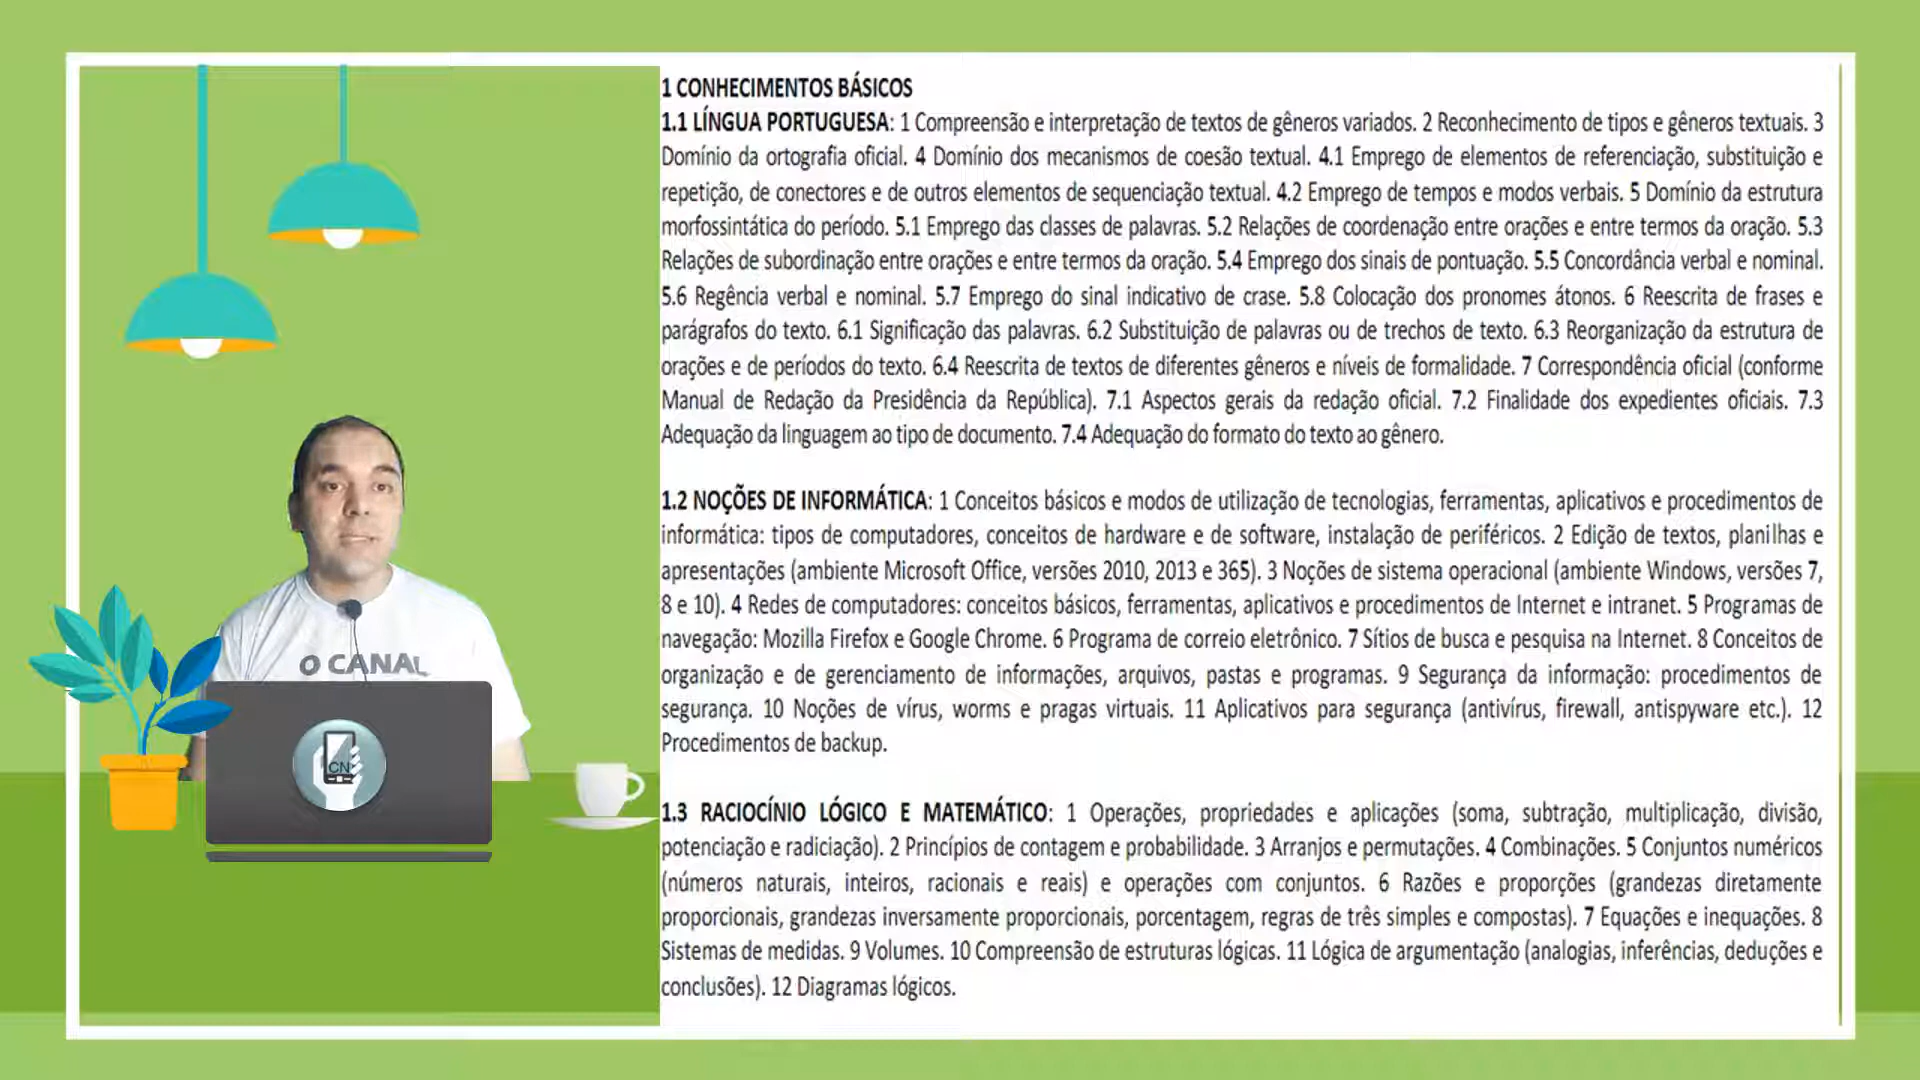 1 CONHECIMENTOS BÁSICOS
1.1 LÍNGUA PORTUGUESA: 1 Compreensão e interpretação de textos de gêneros variados. 2 Reconhecimento de tipos e gêneros textuais. 3
Domínio da ortografia oficial. 4 Domínio dos mecanismos de coesão textual. 4.1 Emprego de elementos de referenciação, substituição e
repetição, de conectores e de outros elementos de sequenciação textual. 4.2 Emprego de tempos e modos verbais. 5 Domínio da estrutura
morfossintática do período. 5.1 Emprego das classes de palavras. 5.2 Relações de coordenação entre orações e entre termos da oração. 5.3
Relações de subordinação entre orações e entre termos da oração. 5.4 Emprego dos sinais de pontuação. 5.5 Concordância verbal e nominal.
5.6 Regência verbal e nominal. 5.7 Emprego do sinal indicativo de crase. 5.8 Colocação dos pronomes átonos. 6 Reescrita de frases e
parágrafos do texto. 6.1 Significação das palavras. 6.2 Substituição de palavras ou de trechos de texto. 6.3 Reorganização da estrutura de
orações e de períodos do texto. 6.4 Reescrita de textos de diferentes gêneros e níveis de formalidade. 7 Correspondência oficial (conforme
Manual de Redação da Presidência da República). 7.1 Aspectos gerais da redação oficial. 7.2 Finalidade dos expedientes oficiais. 7.3
Adequação da linguagem ao tipo de documento. 7.4 Adequação do formato do texto ao gênero.
1.2 NOÇÕES DE INFORMÁTICA: 1 Conceitos básicos e modos de utilização de tecnologias, ferramentas, aplicativos e procedimentos de
informática: tipos de computadores, conceitos de hardware e de software, instalação de periféricos. 2 Edição de textos, planilhas e
apresentações (ambiente Microsoft Office, versões 2010, 2013 e 365). 3 Noções de sistema operacional (ambiente Windows, versões 7,
8 e 10). 4 Redes de computadores: conceitos básicos, ferramentas, aplicativos e procedimentos de Internet e intranet. 5 Programas de
navegação: Mozilla Firefox e Google Chrome. 6 Programa de correio eletrônico. 7 Sítios de busca e pesquisa na Internet. 8 Conceitos de
organização e de gerenciamento de informações, arquivos, pastas e programas. 9 Segurança da informação: procedimentos de
segurança. 10 Noções de vírus, worms e pragas virtuais. 11 Aplicativos para segurança (antivírus, firewall, antispyware etc.). 12
Procedimentos de backup.
1.3 RACIOCÍNIO LÓGICO E MATEMÁTICO: 1 Operações, propriedades e aplicações (soma, subtração, multiplicação, divisão,
potenciação e radiciação). 2 Princípios de contagem e probabilidade. 3 Arranjos e permutações. 4 Combinações. 5 Conjuntos numéricos
(números naturais, inteiros, racionais e reais) e operações com conjuntos. 6 Razões e proporções (grandezas diretamente
proporcionais, grandezas inversamente proporcionais, porcentagem, regras de três simples e compostas). 7 Equações e inequações. 8
Sistemas de medidas. 9 Volumes. 10 Compreensão de estruturas lógicas. 11 Lógica de argumentação (analogias, inferências, deduções e
conclusões). 12 Diagramas lógicos.
O CANAL
CN